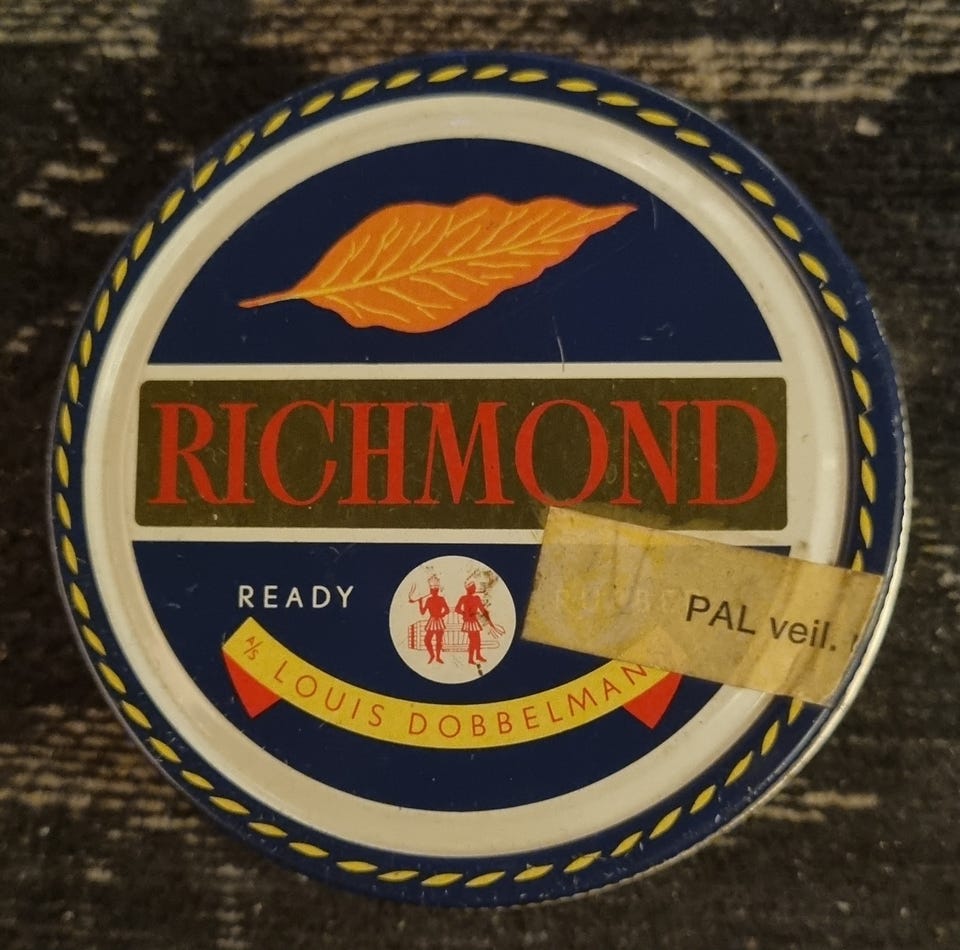 RICHMOND
READY
PAL veil.
A/S LOUIS DOBBELMAN